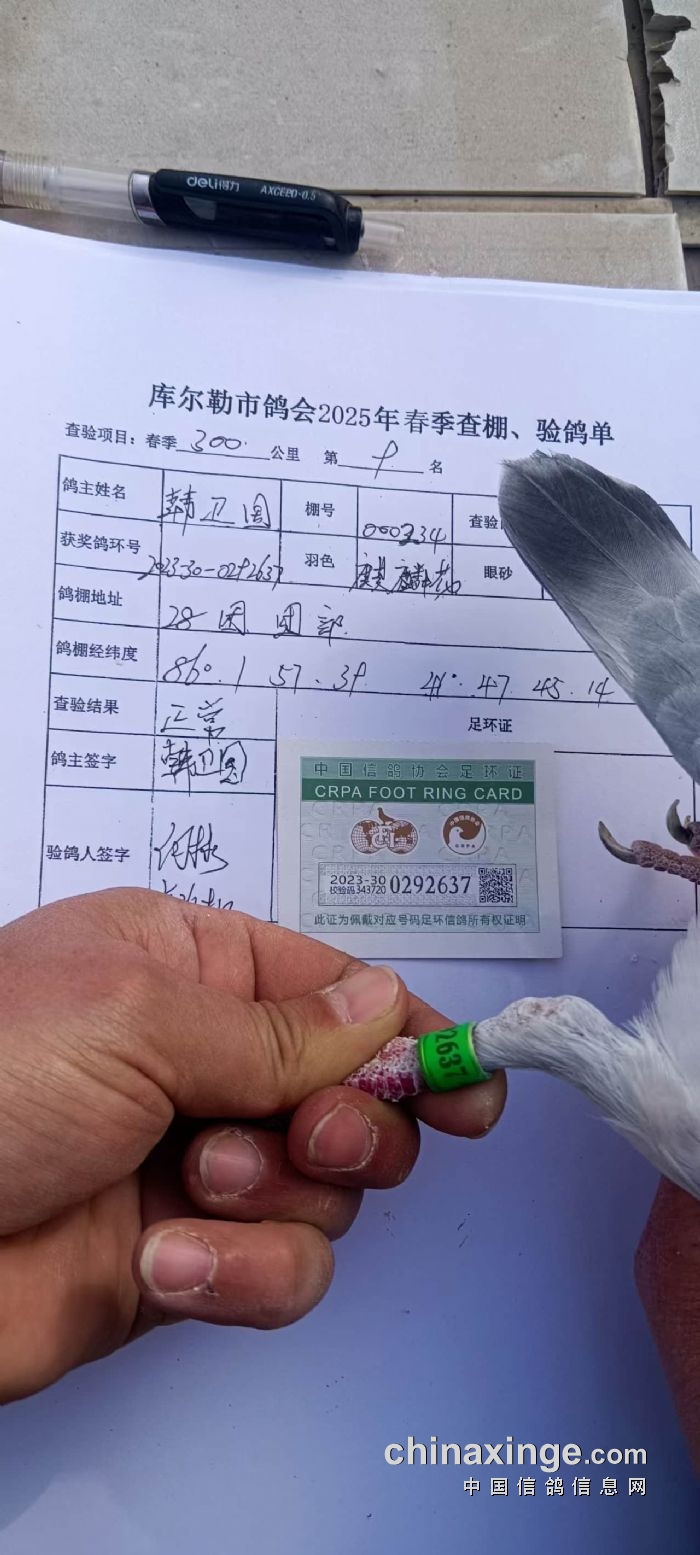 deli得力 AXCEED·0.5
库尔勒市鸽会2025年春季查棚、验鸽单
查验项目：春季 300 公里 第 9 名
鸽主姓名 韩卫国 棚号 000234 查验
获奖鸽环号 2023-30-0292637 羽色 麒麟花 眼砂
鸽棚地址 28团团部
鸽棚经纬度 86°.1 57.39 41°.47 45.14
查验结果 正常 足环证
鸽主签字 韩卫国
验鸽人签字
中国信鸽协会足环证
CRPA FOOT RING CARD
2023-30
校验码343720 0292637
此证为佩戴对应号码足环信鸽所有权证明
2637
chinaxinge.com
中国信鸽信息网